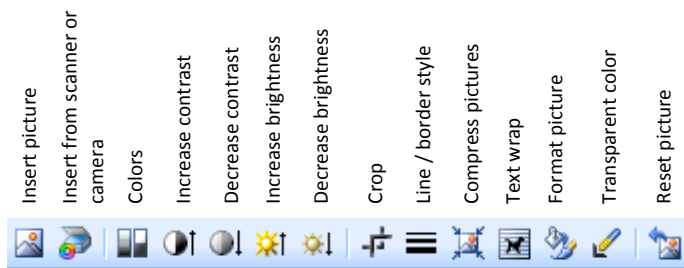 Insert picture
Insert from scanner or
camera
Colors
Increase contrast
Decrease contrast
Increase brightness
Decrease brightness
Crop
Line / border style
Compress pictures
Text wrap
Format picture
Transparent color
Reset picture